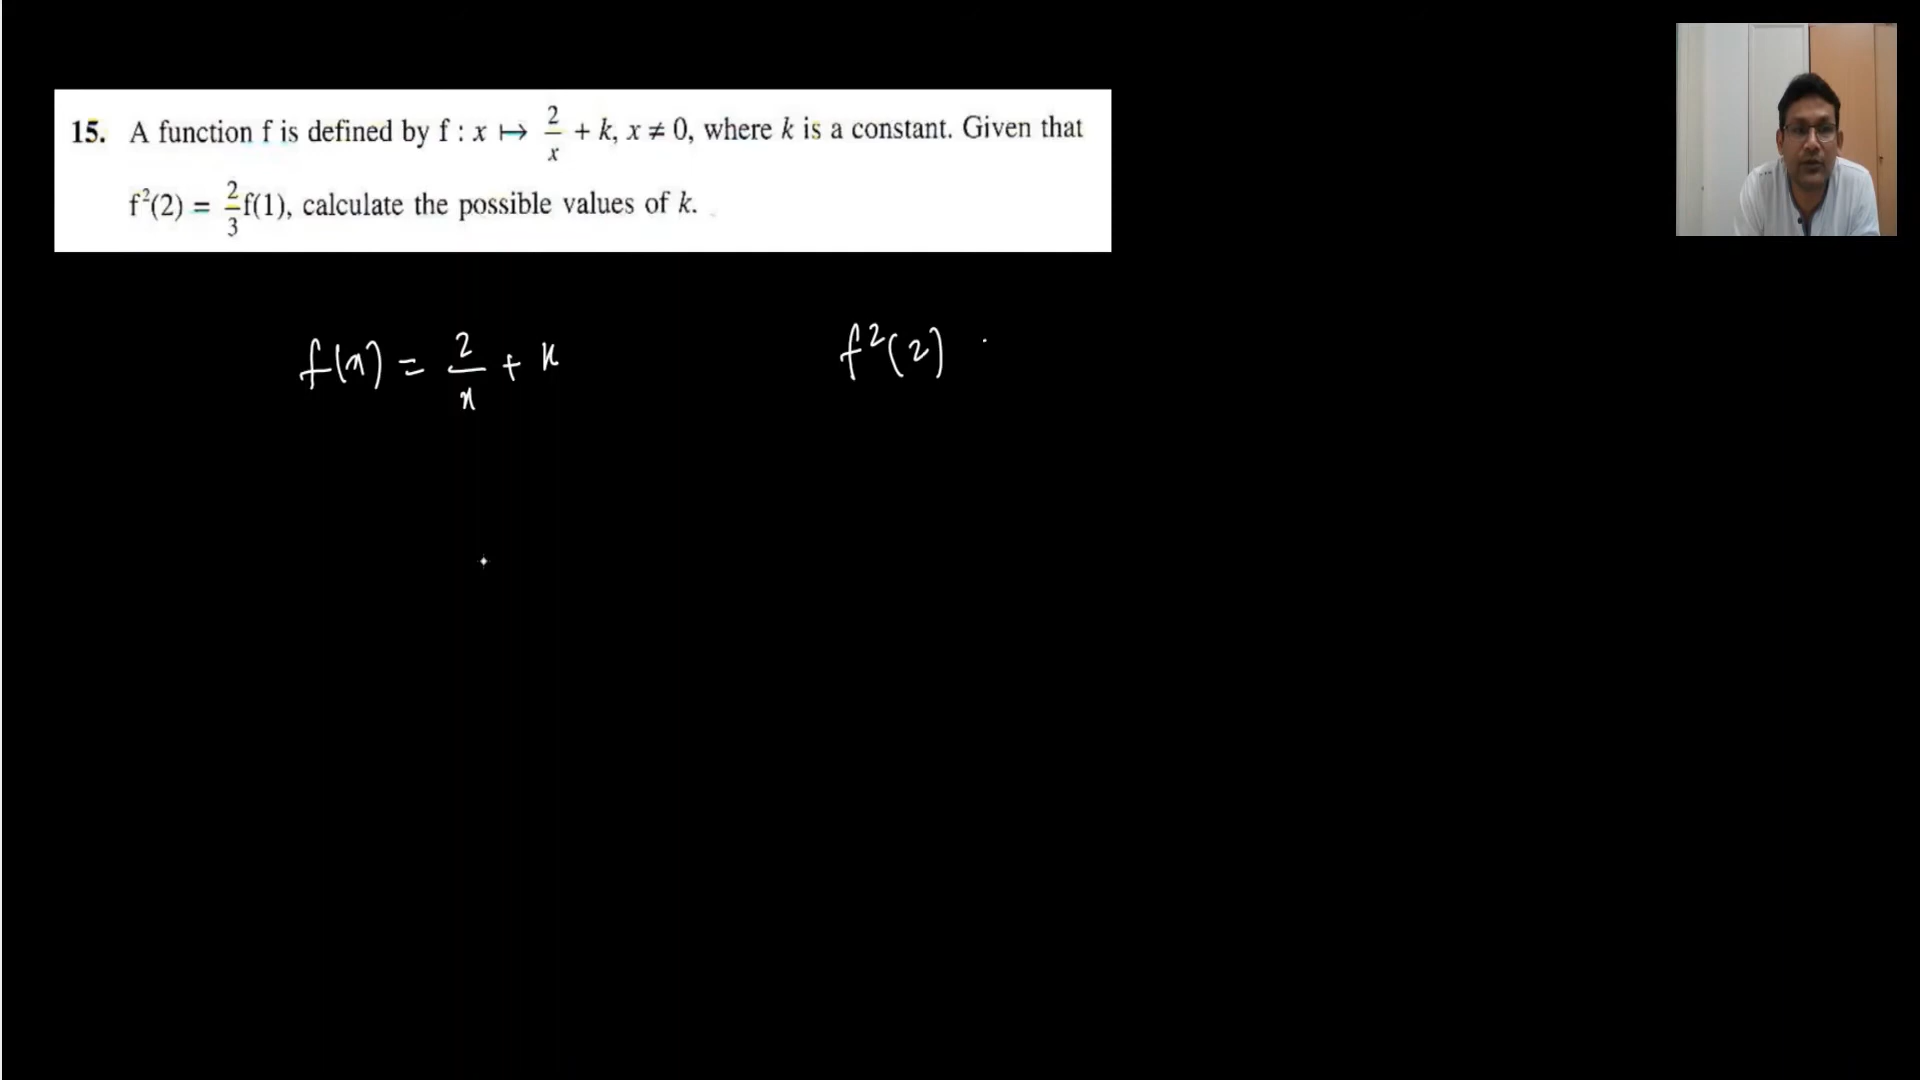 15. A function f is defined by f : x ↦ 2/x + k, x ≠ 0, where k is a constant. Given that
f²(2) = 2/3 f(1), calculate the possible values of k.
f(x) = 2/x + k
f²(2)